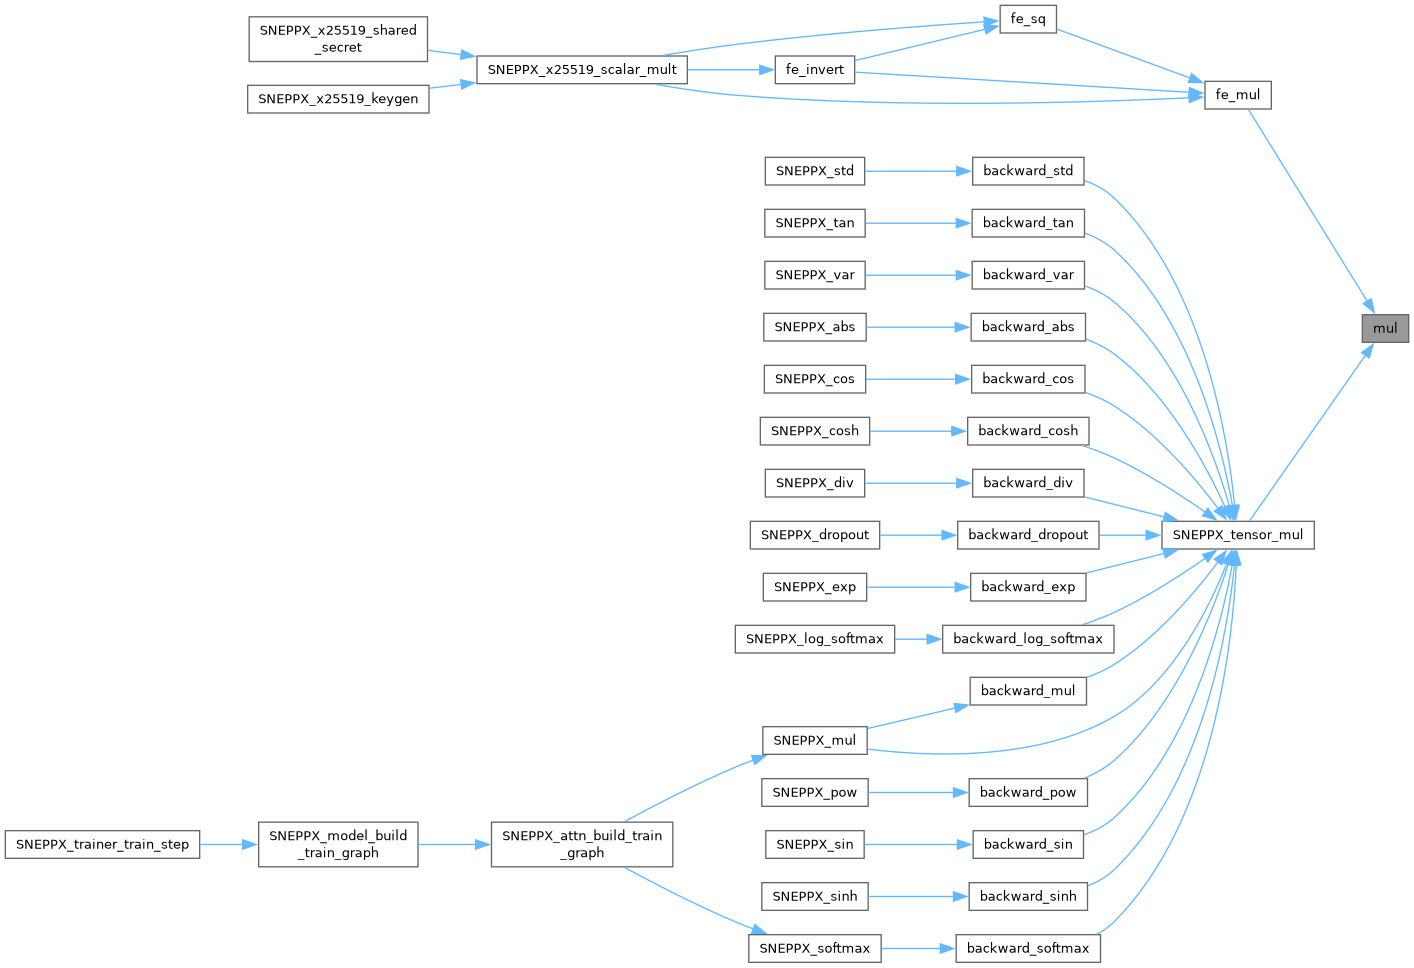 fe_sq
SNEPPX_x25519_shared
_secret
SNEPPX_x25519_scalar_mult
fe_invert
SNEPPX_x25519_keygen
fe_mul
SNEPPX_std
backward_std
SNEPPX_tan
backward_tan
SNEPPX_var
backward_var
SNEPPX_abs
backward_abs
mul
SNEPPX_cos
backward_cos
SNEPPX_cosh
backward_cosh
SNEPPX_div
backward_div
SNEPPX_dropout
backward_dropout
SNEPPX_tensor_mul
SNEPPX_exp
backward_exp
SNEPPX_log_softmax
backward_log_softmax
backward_mul
SNEPPX_mul
SNEPPX_pow
backward_pow
SNEPPX_trainer_train_step
SNEPPX_model_build
_train_graph
SNEPPX_attn_build_train
_graph
SNEPPX_sin
backward_sin
SNEPPX_sinh
backward_sinh
SNEPPX_softmax
backward_softmax